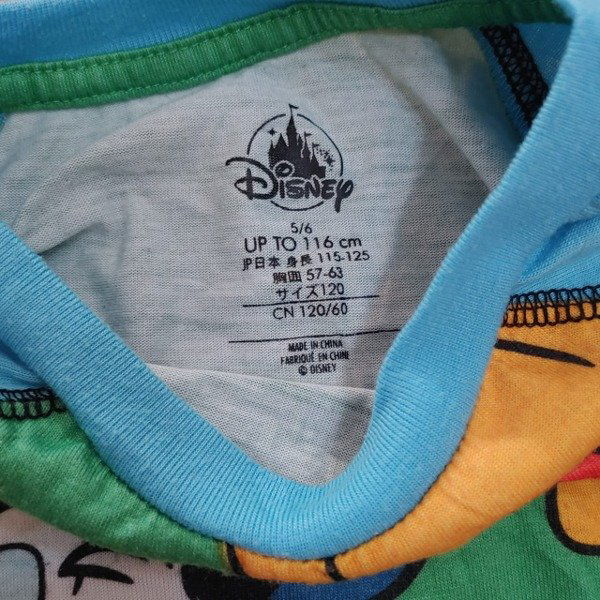 Disney
5/6
UP TO 116 cm
JP日本 身長 115-125
胸囲 57-63
サイズ120
CN 120/60
MADE IN CHINA
FABRIQUÉ EN CHINE
© DISNEY